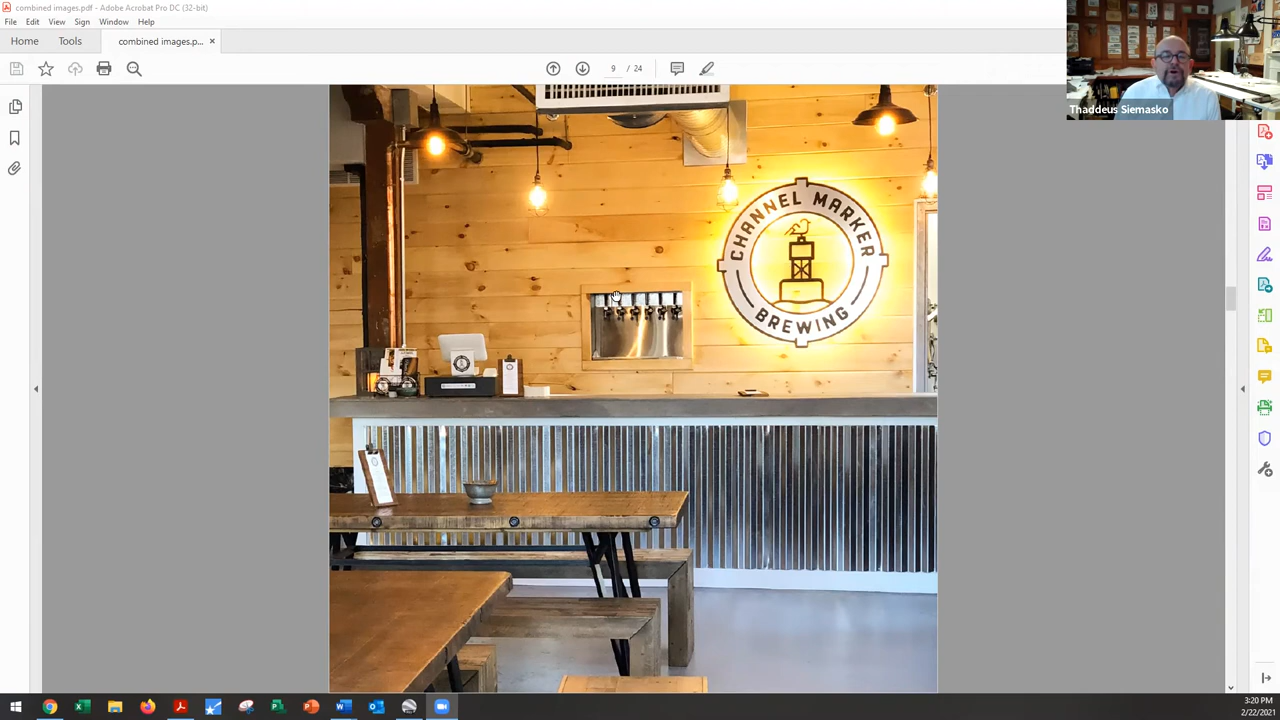 combined images.pdf - Adobe Acrobat Pro DC (32-bit)
File Edit View Sign Window Help
Home Tools combined images.p... ×
9 / 24
Thaddeus Siemasko
CHANNEL MARKER
BREWING
3:20 PM
2/22/2021